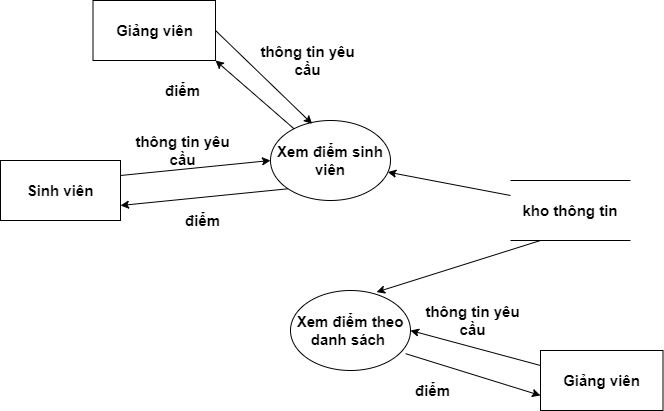 Giảng viên
thông tin yêu
cầu
điểm
thông tin yêu
cầu
Xem điểm sinh
viên
Sinh viên
điểm
kho thông tin
Xem điểm theo
danh sách
thông tin yêu
cầu
điểm
Giảng viên